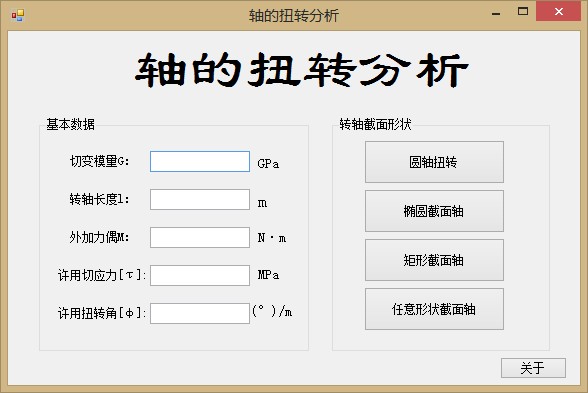 轴的扭转分析
轴的扭转分析
基本数据
切变模量G: GPa
转轴长度l: m
外加力偶M: N·m
许用切应力[τ]: MPa
许用扭转角[φ]: (°)/m
转轴截面形状
圆轴扭转
椭圆截面轴
矩形截面轴
任意形状截面轴
关于